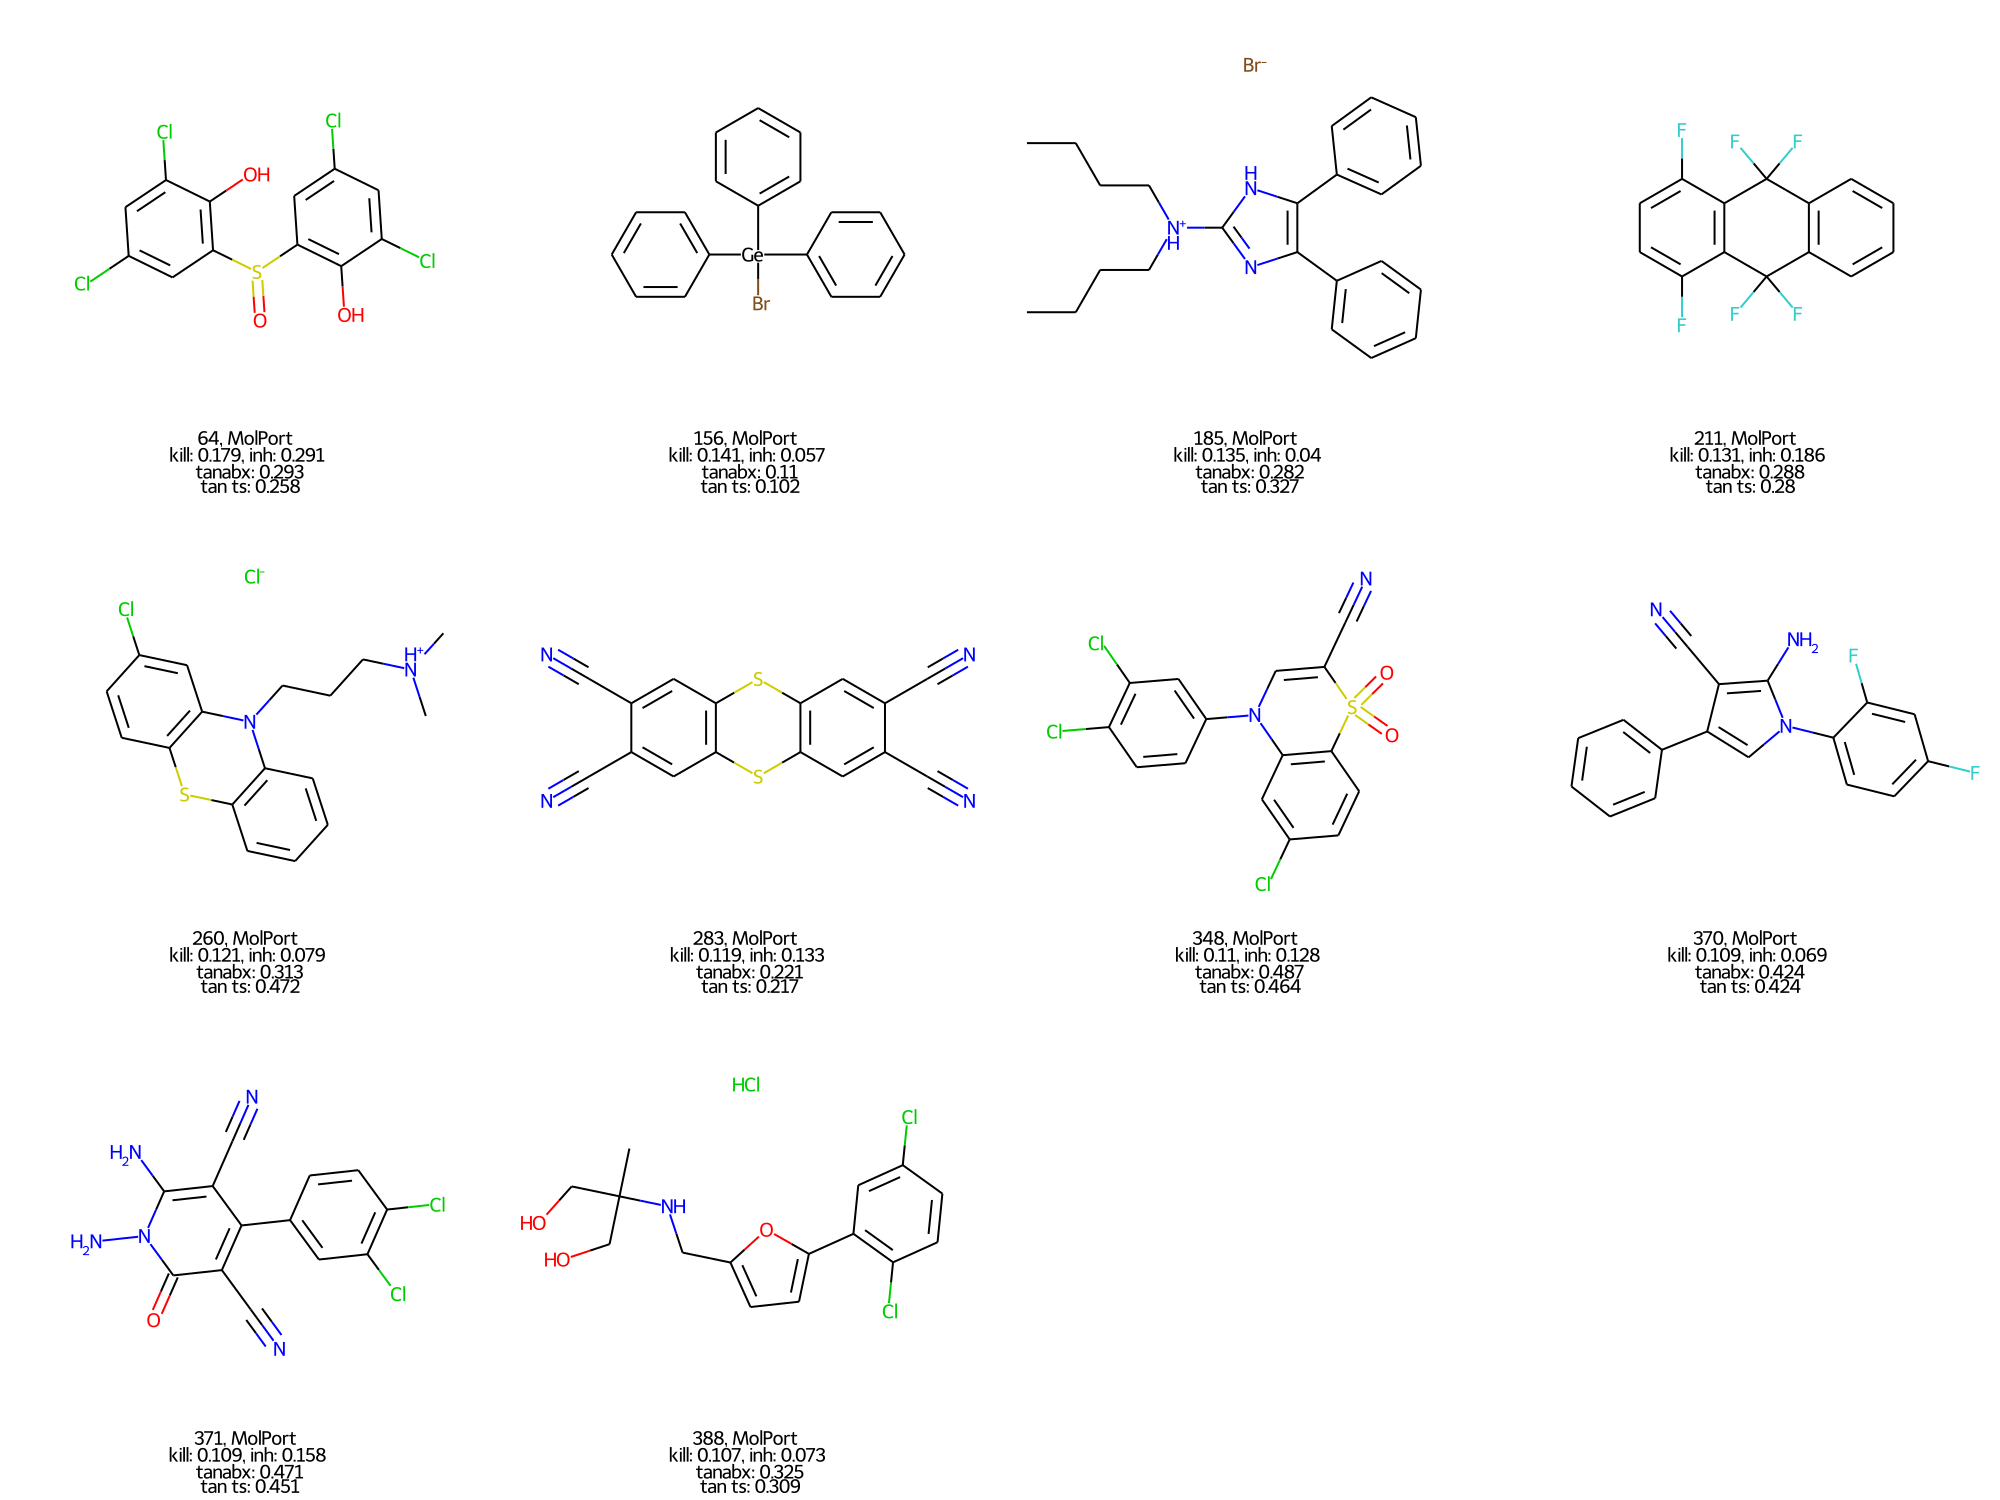 Br⁻
Cl
Cl
OH
Cl
Cl
S
O
OH
Ge
Br
H
N
N⁺
H
N
F
F
F
F
F
F
64, MolPort
kill: 0.179, inh: 0.291
tanabx: 0.293
tan ts: 0.258
156, MolPort
kill: 0.141, inh: 0.057
tanabx: 0.11
tan ts: 0.102
185, MolPort
kill: 0.135, inh: 0.04
tanabx: 0.282
tan ts: 0.327
211, MolPort
kill: 0.131, inh: 0.186
tanabx: 0.288
tan ts: 0.28
Cl⁻
Cl
H⁺
N
N
S
N
N
S
S
N
N
N
Cl
Cl
N
S
O
O
Cl
N
NH₂
F
N
F
260, MolPort
kill: 0.121, inh: 0.079
tanabx: 0.313
tan ts: 0.472
283, MolPort
kill: 0.119, inh: 0.133
tanabx: 0.221
tan ts: 0.217
348, MolPort
kill: 0.11, inh: 0.128
tanabx: 0.487
tan ts: 0.464
370, MolPort
kill: 0.109, inh: 0.069
tanabx: 0.424
tan ts: 0.424
N
H₂N
H₂N
N
O
N
Cl
Cl
HCl
HO
HO
NH
O
Cl
Cl
371, MolPort
kill: 0.109, inh: 0.158
tanabx: 0.471
tan ts: 0.451
388, MolPort
kill: 0.107, inh: 0.073
tanabx: 0.325
tan ts: 0.309